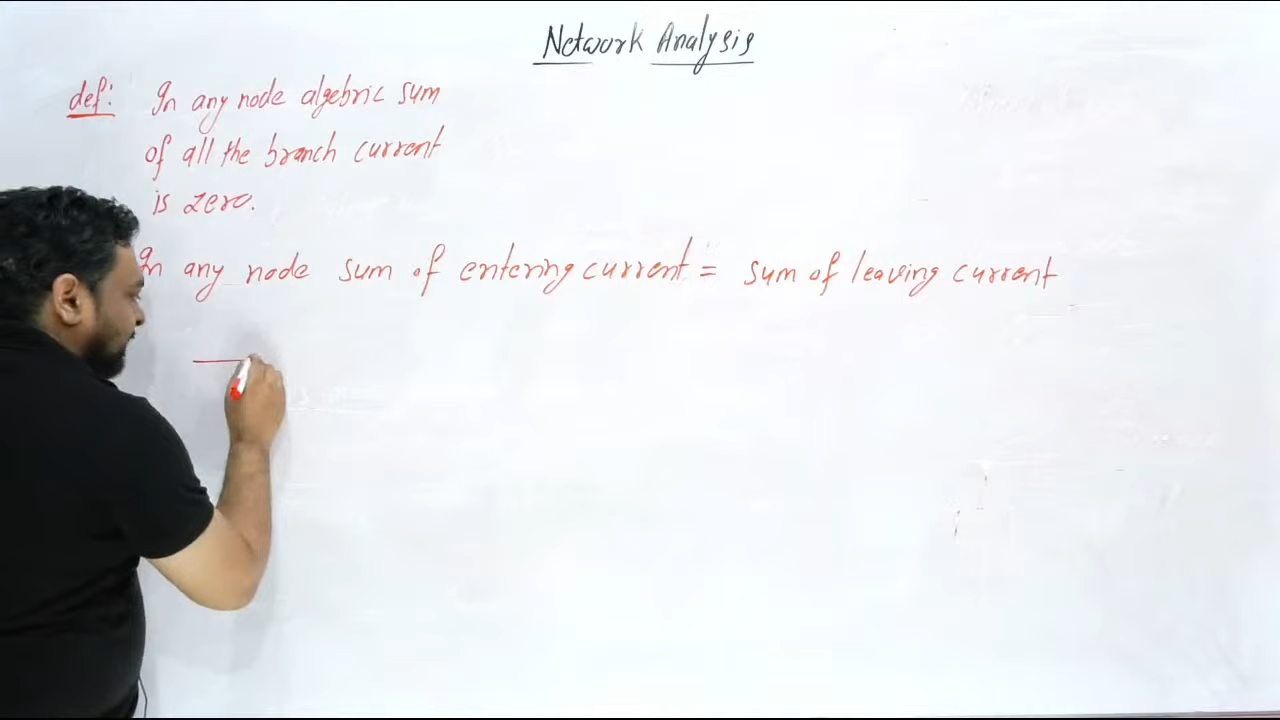 Network Analysis
def: In any node algebric sum
of all the branch current
is zero.
In any node sum of entering current = sum of leaving current